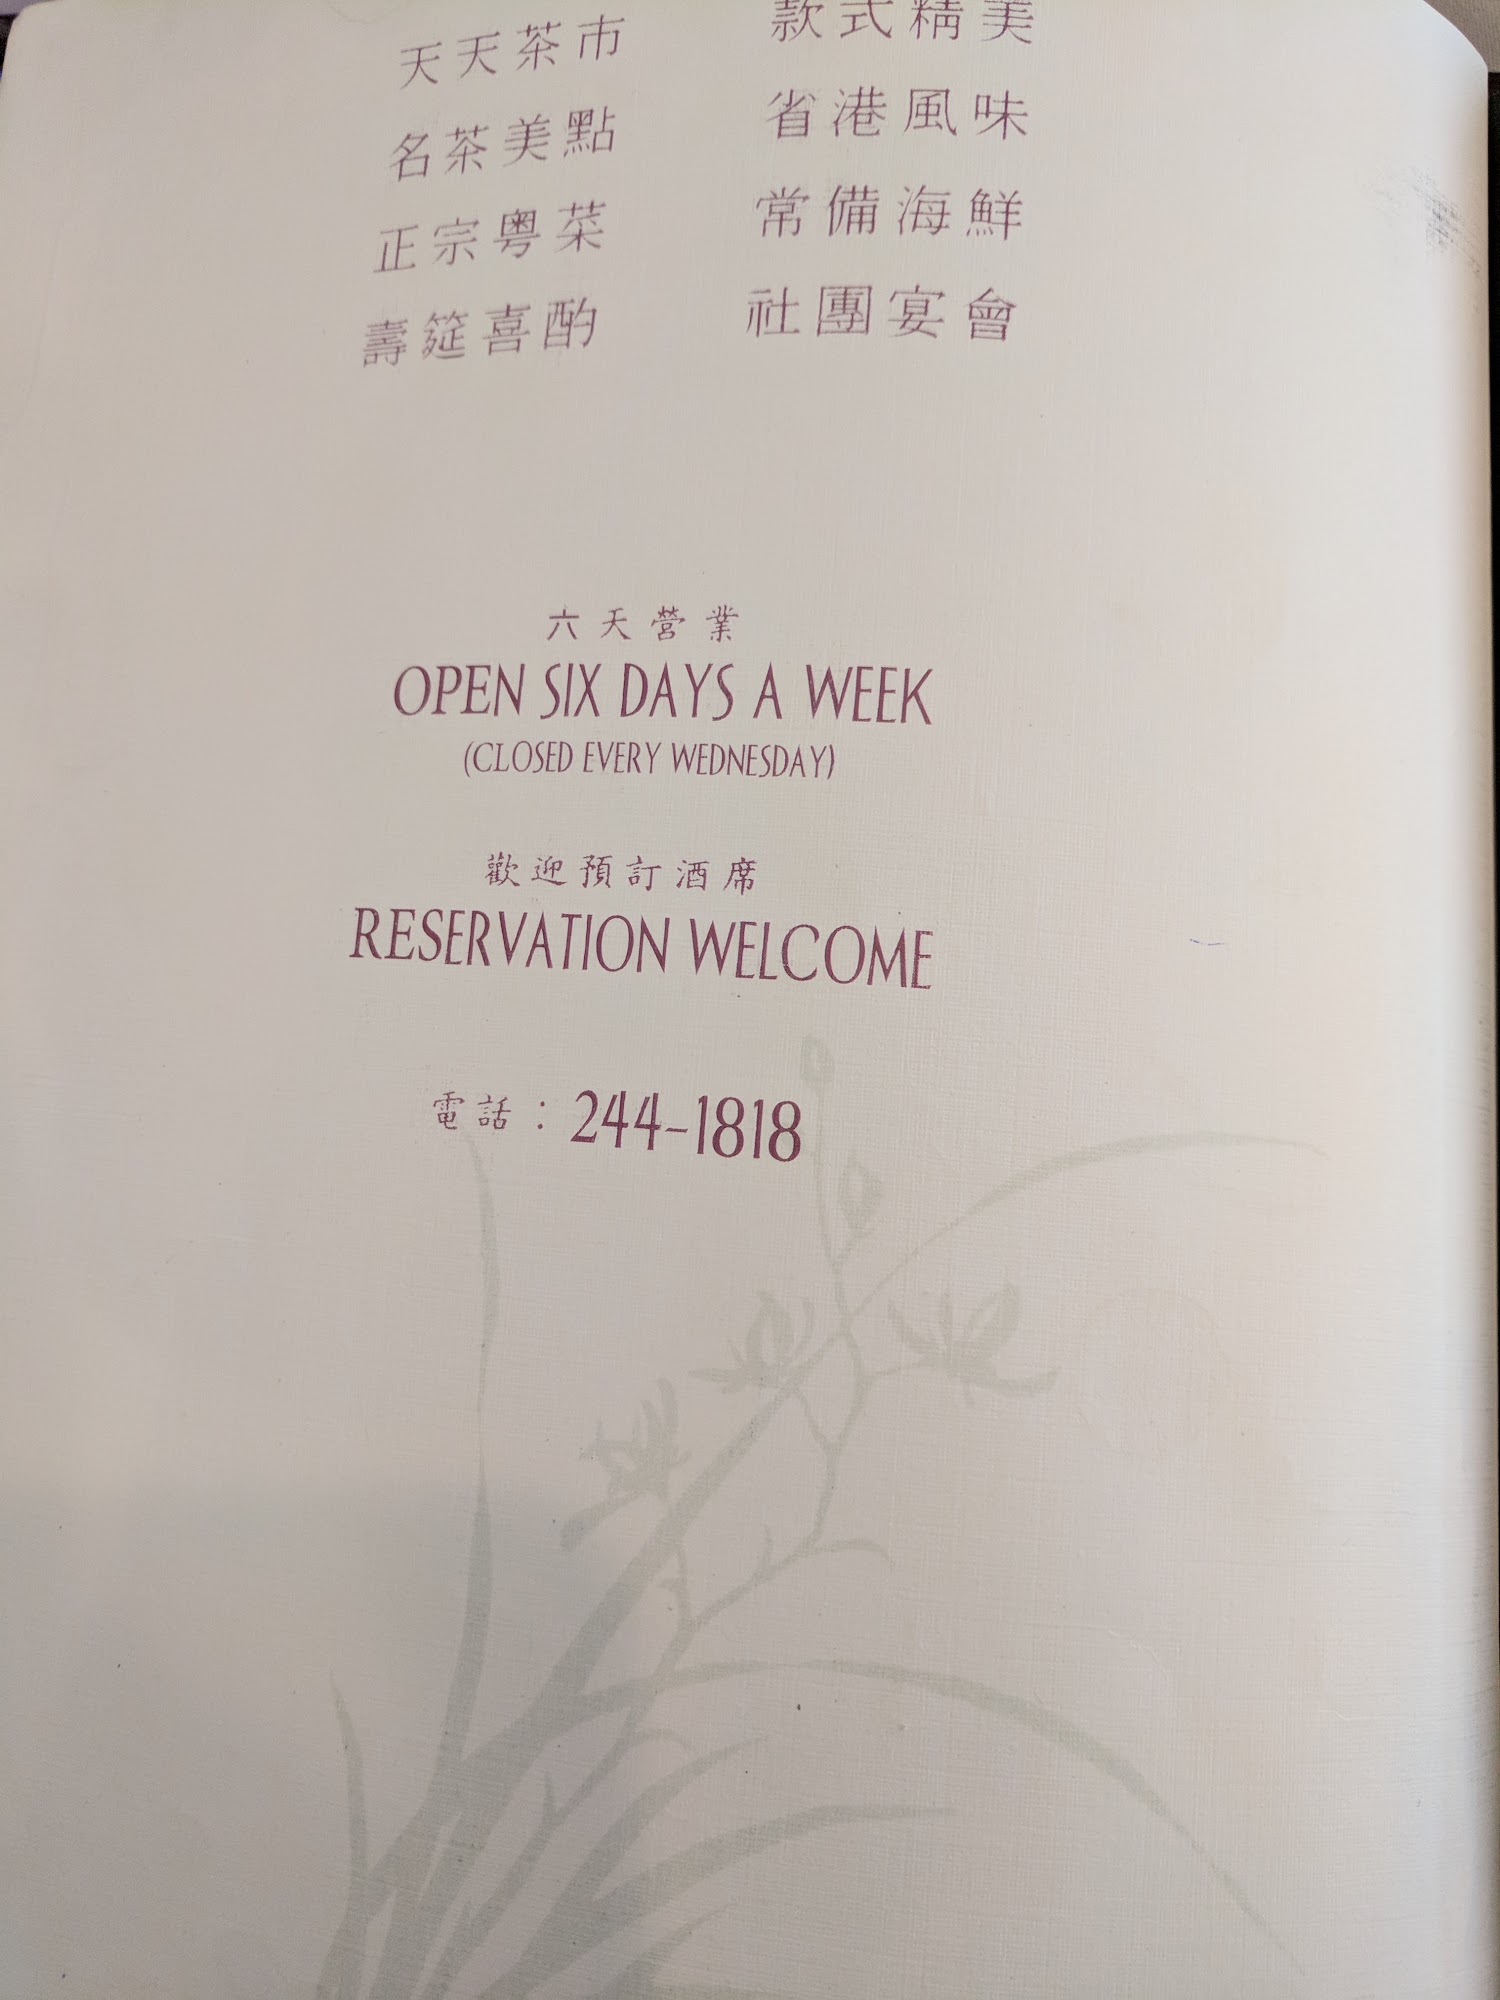 天天茶市 款式精美
名茶美點 省港風味
正宗粤菜 常備海鮮
壽筵喜酌 社團宴會
六天營業
OPEN SIX DAYS A WEEK
(CLOSED EVERY WEDNESDAY)
歡迎預訂酒席
RESERVATION WELCOME
電話：244-1818